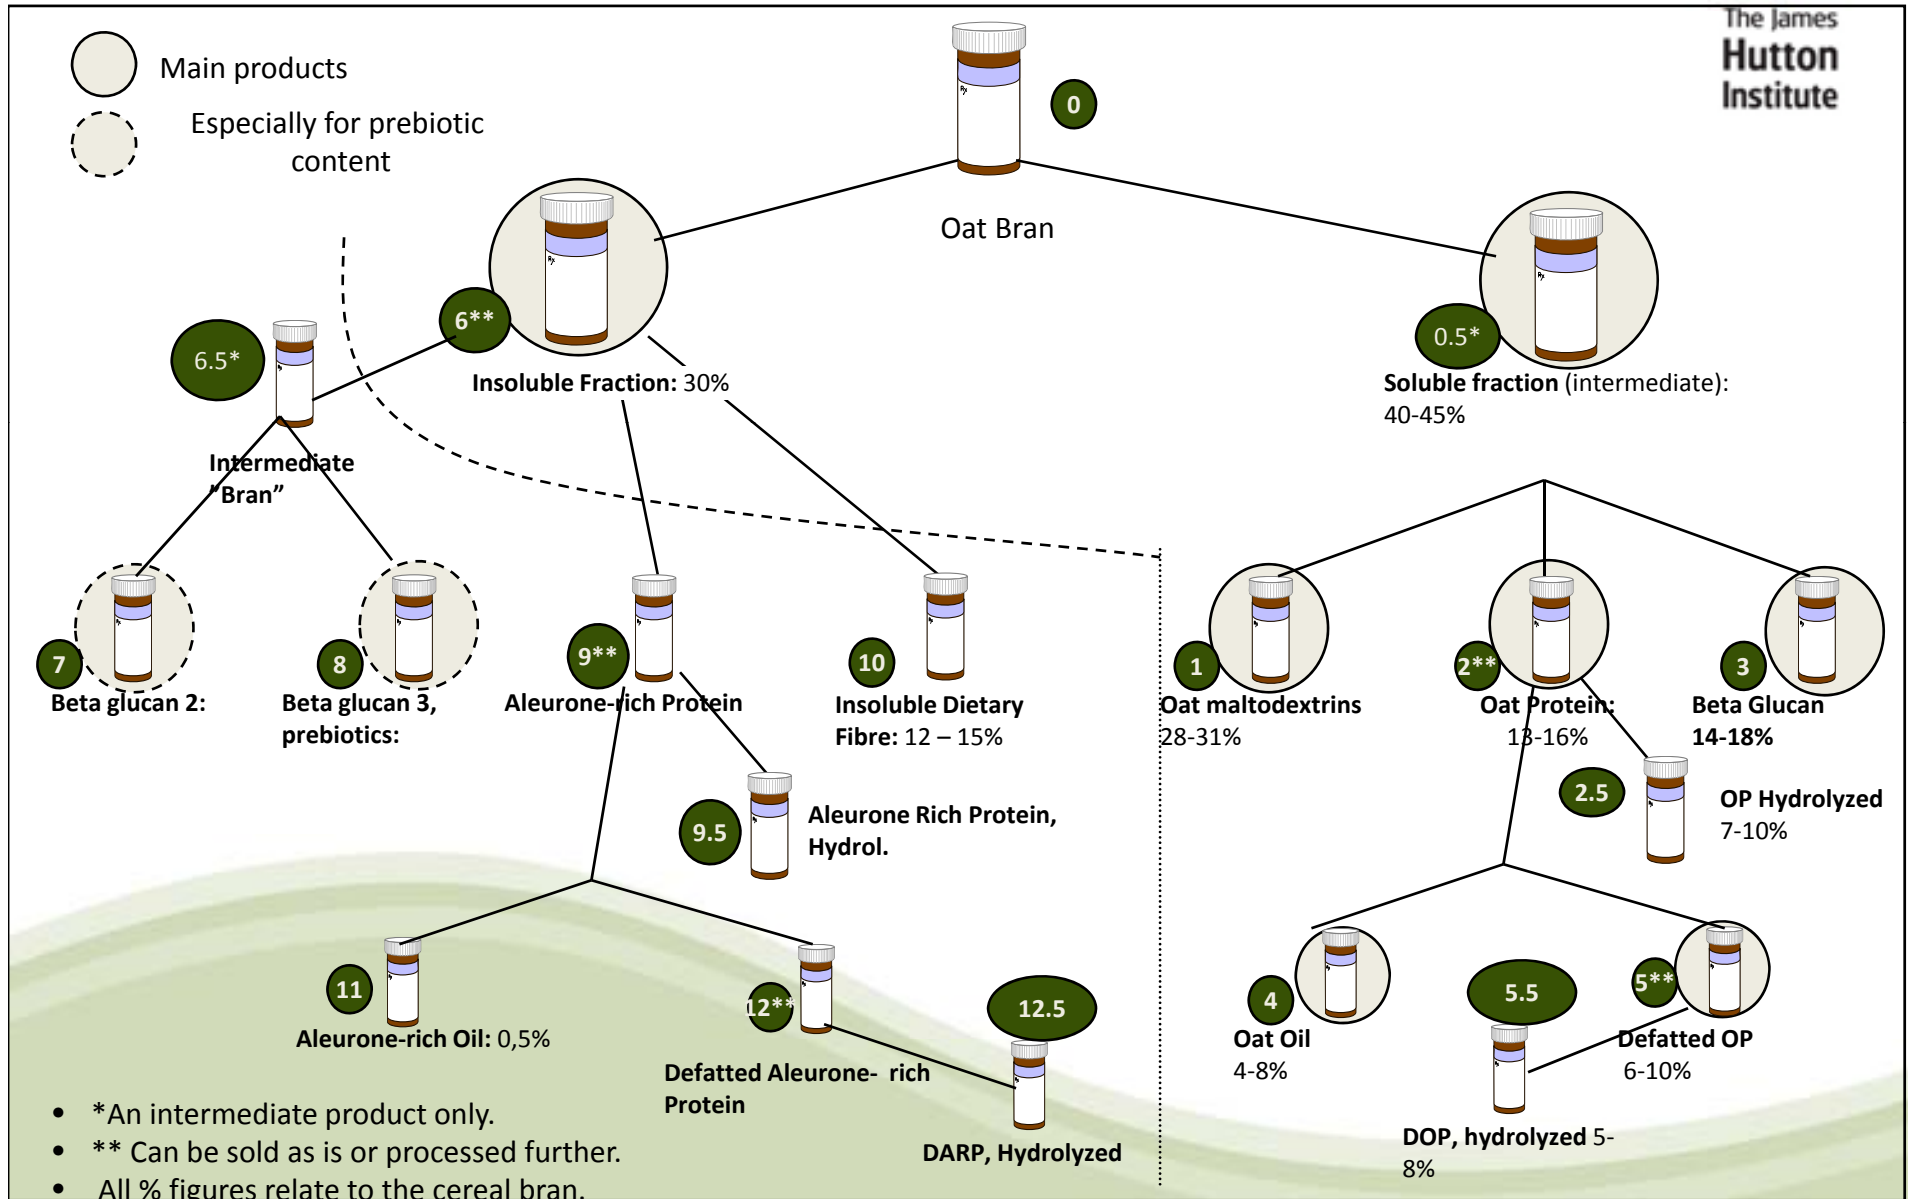 The James
Hutton
Institute
Main products
Especially for prebiotic
content
0
Oat Bran
6**
6.5*
0.5*
Insoluble Fraction: 30%
Soluble fraction (intermediate):
40-45%
Intermediate
"Bran"
7
8
9**
10
1
2**
3
Beta glucan 2:
Beta glucan 3,
prebiotics:
Aleurone-rich Protein
Insoluble Dietary
Fibre: 12 – 15%
Oat maltodextrins
28-31%
Oat Protein:
13-16%
Beta Glucan
14-18%
9.5
Aleurone Rich Protein,
Hydrol.
2.5
OP Hydrolyzed
7-10%
11
Aleurone-rich Oil: 0,5%
12**
Defatted Aleurone- rich
Protein
12.5
DARP, Hydrolyzed
4
Oat Oil
4-8%
5.5
DOP, hydrolyzed 5-
8%
5**
Defatted OP
6-10%
• *An intermediate product only.
• ** Can be sold as is or processed further.
• All % figures relate to the cereal bran.